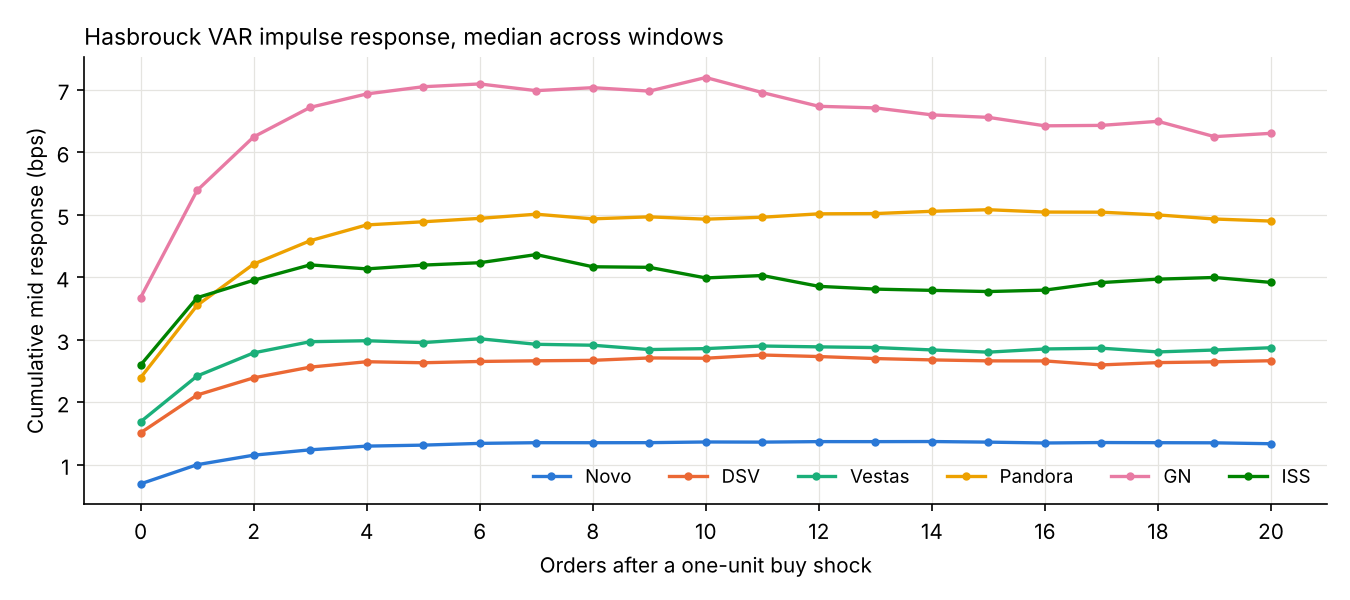 Hasbrouck VAR impulse response, median across windows
Cumulative mid response (bps)
7
6
5
4
3
2
1
Novo DSV Vestas Pandora GN ISS
0 2 4 6 8 10 12 14 16 18 20
Orders after a one-unit buy shock